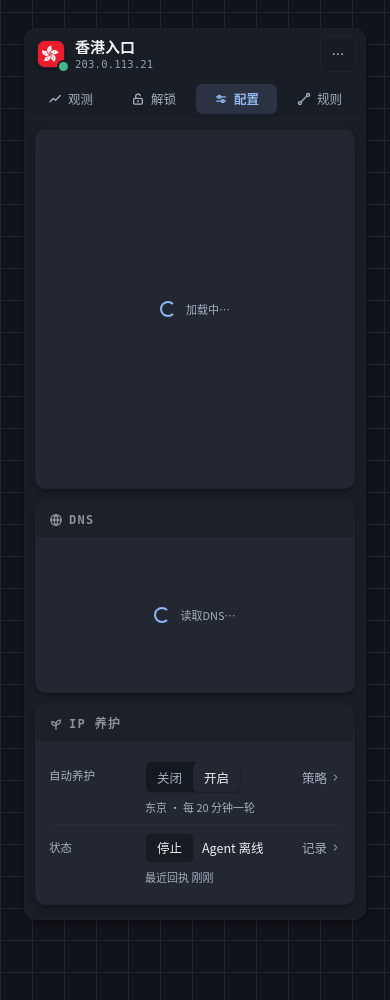 香港入口
203.0.113.21
···
观测 解锁 配置 规则
加载中···
DNS
读取DNS···
IP 养护
自动养护 关闭 开启 策略
东京 · 每 20 分钟一轮
状态 停止 Agent 离线 记录
最近回执 刚刚